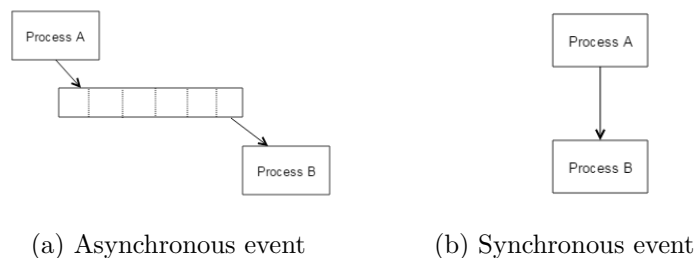 Process A
Process A
Process B
Process B
(a) Asynchronous event
(b) Synchronous event